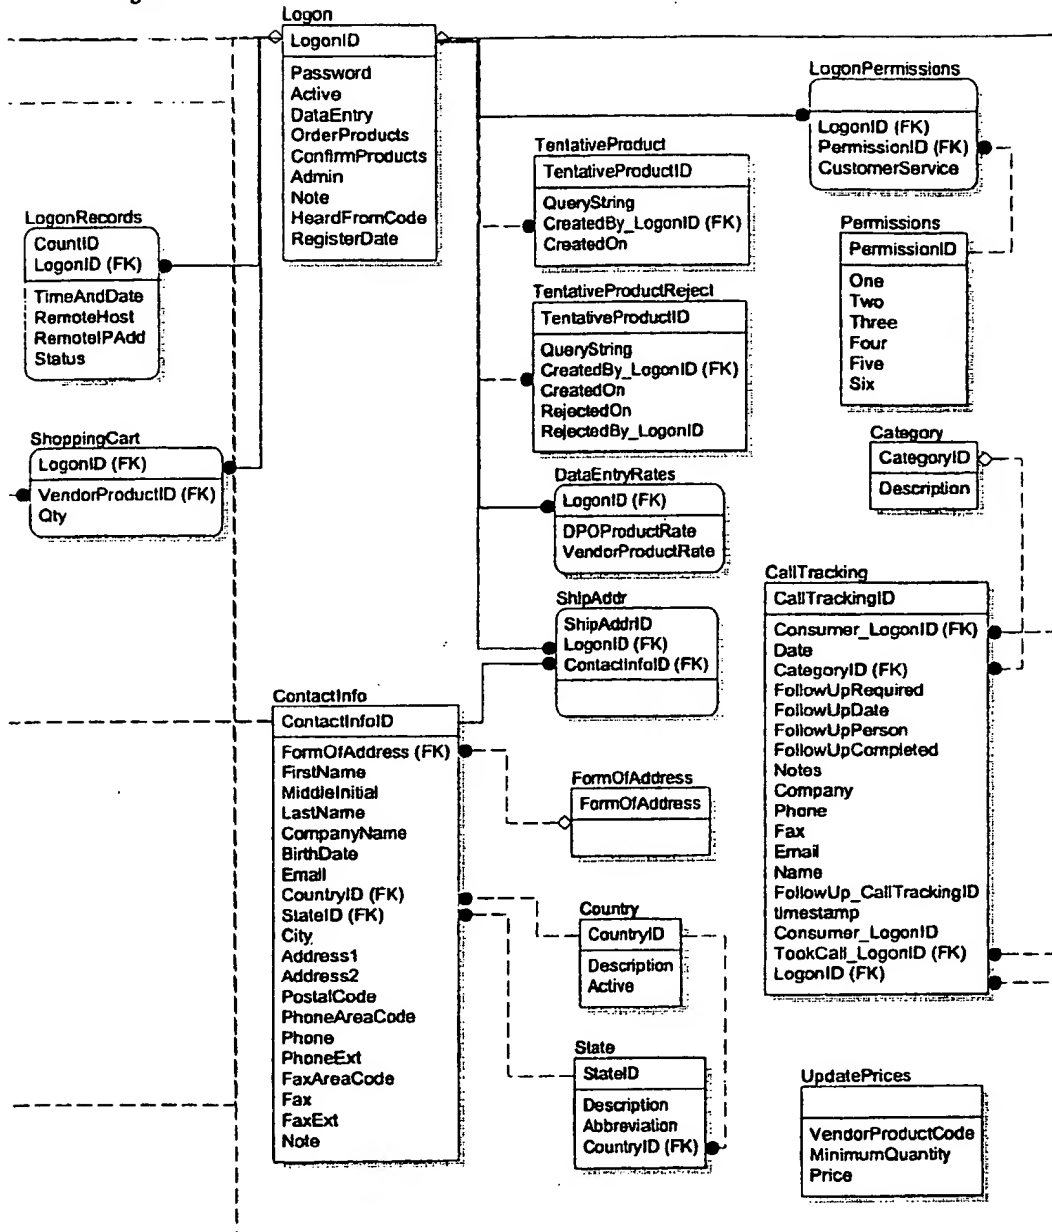 Logon
LogonID
Password
Active
DataEntry
OrderProducts
ConfirmProducts
Admin
Note
HeardFromCode
RegisterDate
LogonPermissions
LogonID (FK)
PermissionID (FK)
CustomerService
TentativeProduct
TentativeProductID
QueryString
CreatedBy_LogonID (FK)
CreatedOn
LogonRecords
CountID
LogonID (FK)
TimeAndDate
RemoteHost
RemoteIPAdd
Status
Permissions
PermissionID
One
Two
Three
Four
Five
Six
TentativeProductReject
TentativeProductID
QueryString
CreatedBy_LogonID (FK)
CreatedOn
RejectedOn
RejectedBy_LogonID
ShoppingCart
LogonID (FK)
VendorProductID (FK)
Qty
Category
CategoryID
Description
DataEntryRates
LogonID (FK)
DPOProductRate
VendorProductRate
ShipAddr
ShipAddrID
LogonID (FK)
ContactInfoID (FK)
CallTracking
CallTrackingID
Consumer_LogonID (FK)
Date
CategoryID (FK)
FollowUpRequired
FollowUpDate
FollowUpPerson
FollowUpCompleted
Notes
Company
Phone
Fax
Email
Name
FollowUp_CallTrackingID
timestamp
Consumer_LogonID
TookCall_LogonID (FK)
LogonID (FK)
ContactInfo
ContactInfoID
FormOfAddress (FK)
FirstName
MiddleInitial
LastName
CompanyName
BirthDate
Email
CountryID (FK)
StateID (FK)
City
Address1
Address2
PostalCode
PhoneAreaCode
Phone
PhoneExt
FaxAreaCode
Fax
FaxExt
Note
FormOfAddress
FormOfAddress
Country
CountryID
Description
Active
State
StateID
Description
Abbreviation
CountryID (FK)
UpdatePrices
VendorProductCode
MinimumQuantity
Price